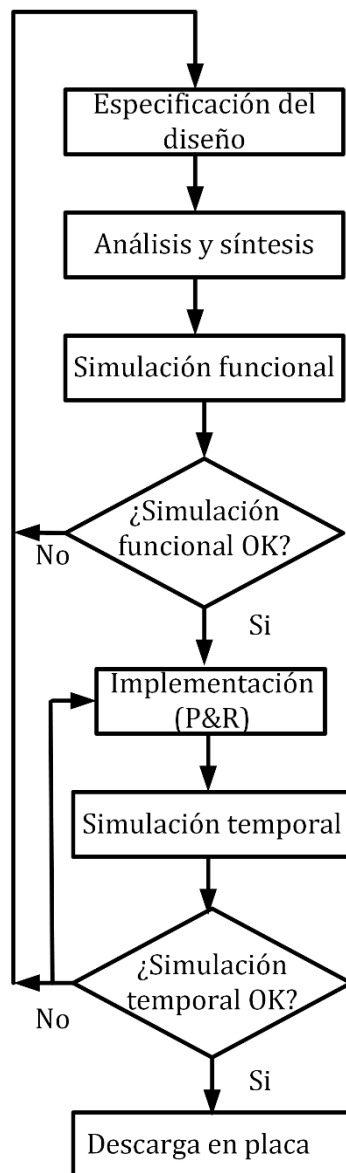 Especificación del
diseño
Análisis y síntesis
Simulación funcional
¿Simulación
funcional OK?
No
Si
Implementación
(P&R)
Simulación temporal
¿Simulación
temporal OK?
No
Si
Descarga en placa